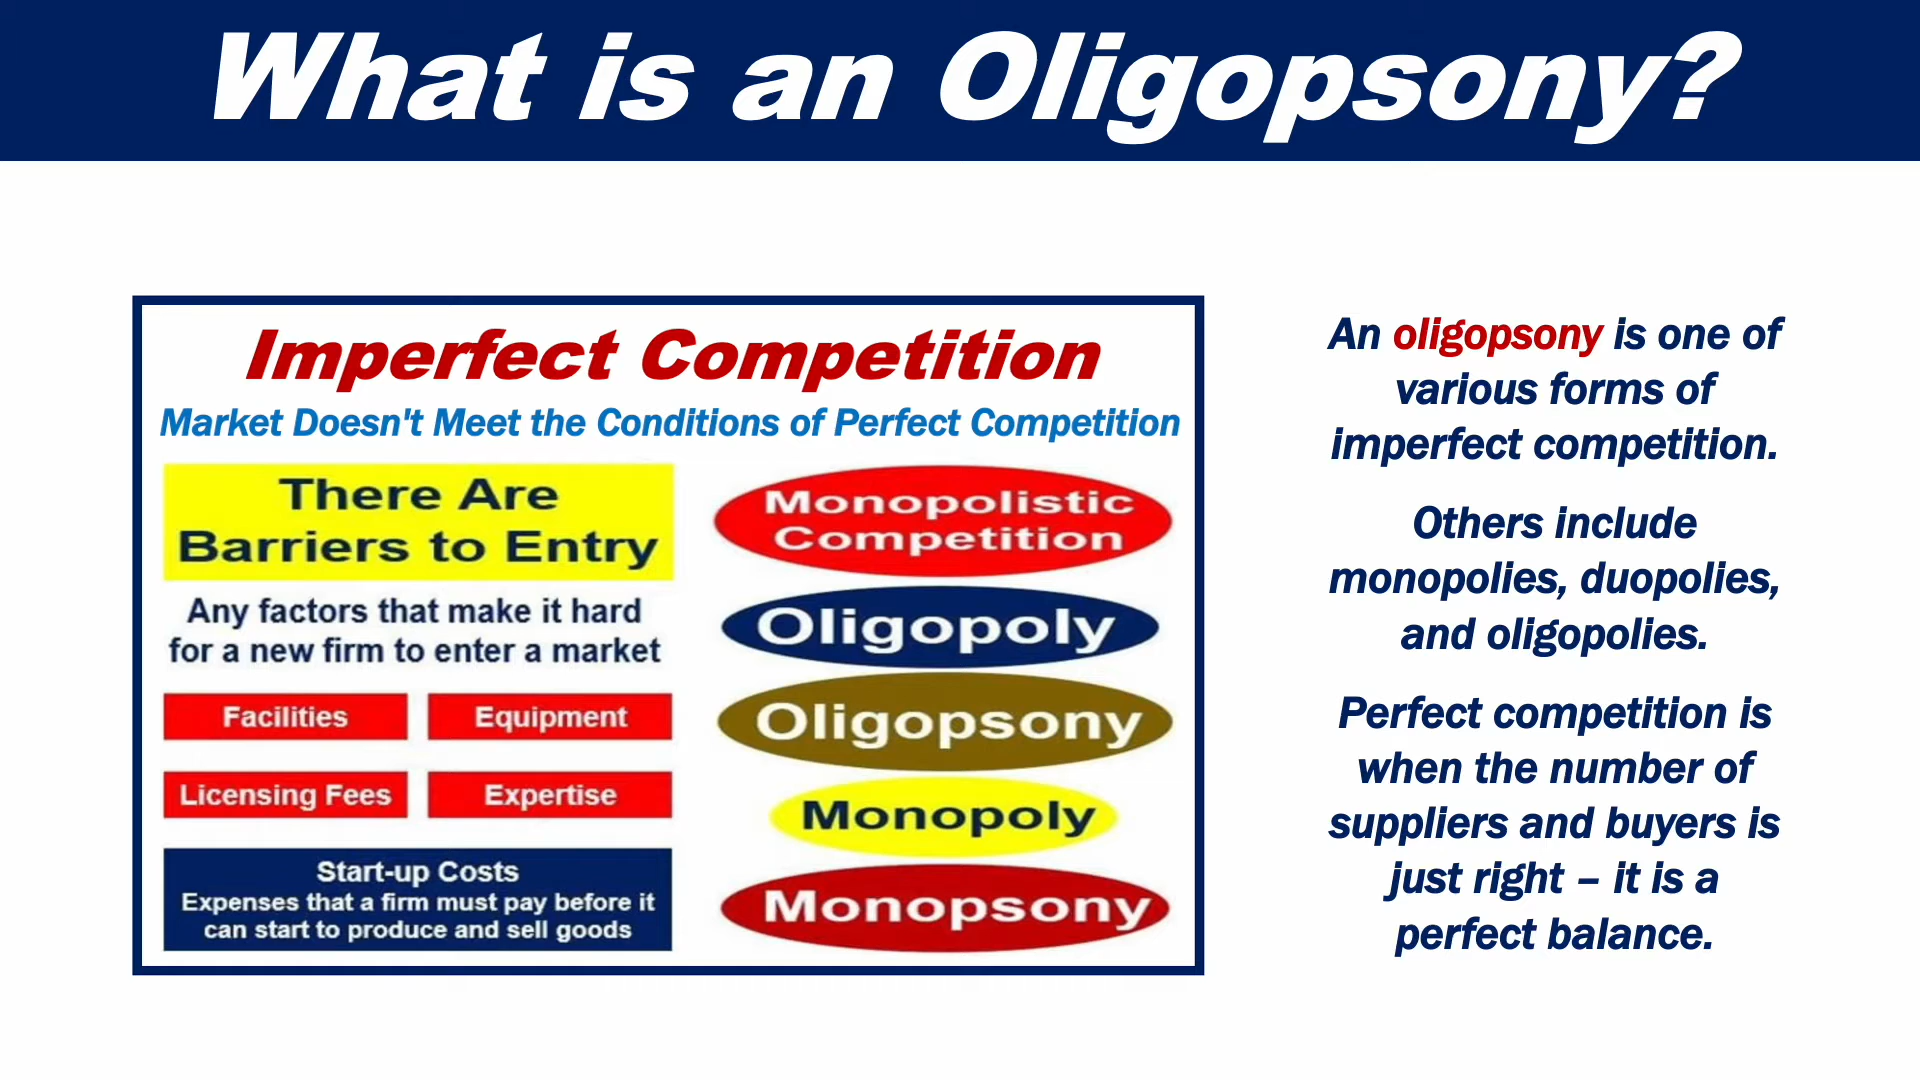 What is an Oligopsony?
Imperfect Competition
Market Doesn't Meet the Conditions of Perfect Competition
There Are
Barriers to Entry
Any factors that make it hard
for a new firm to enter a market
Facilities
Equipment
Licensing Fees
Expertise
Start-up Costs
Expenses that a firm must pay before it
can start to produce and sell goods
Monopolistic
Competition
Oligopoly
Oligopsony
Monopoly
Monopsony
An oligopsony is one of
various forms of
imperfect competition.
Others include
monopolies, duopolies,
and oligopolies.
Perfect competition is
when the number of
suppliers and buyers is
just right – it is a
perfect balance.